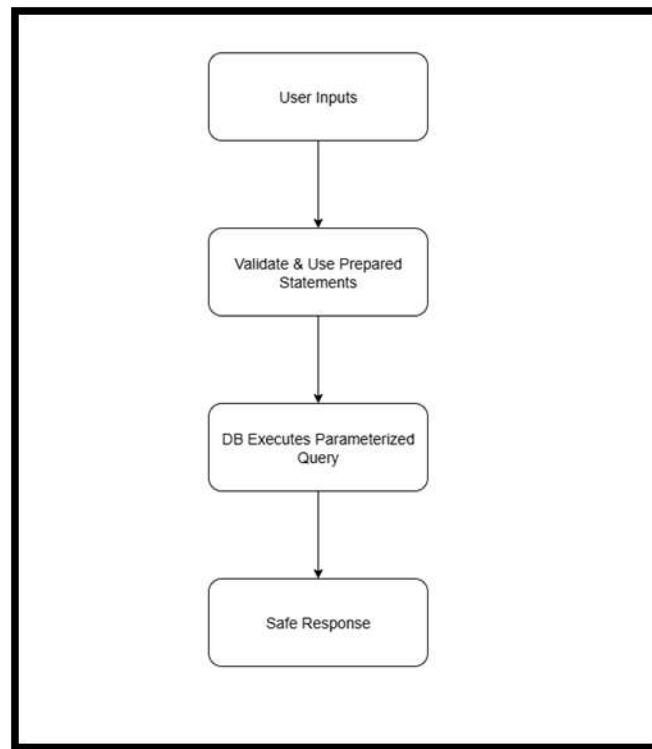 User Inputs
Validate & Use Prepared
Statements
DB Executes Parameterized
Query
Safe Response